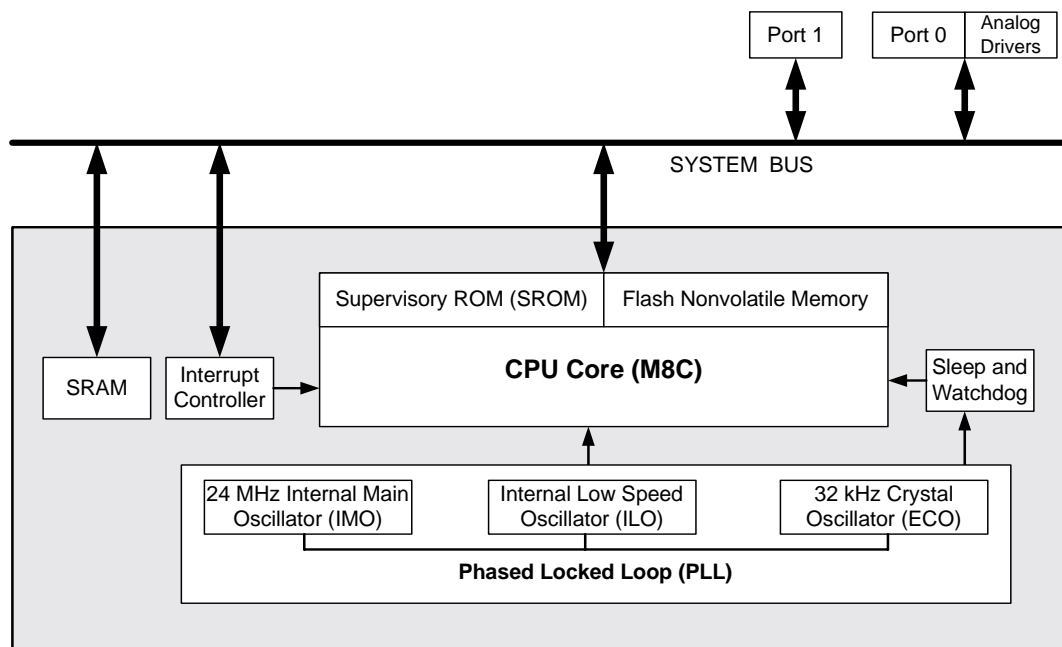 Port 1
Port 0
Analog
Drivers
SYSTEM BUS
Supervisory ROM (SROM)
Flash Nonvolatile Memory
SRAM
Interrupt
Controller
CPU Core (M8C)
Sleep and
Watchdog
24 MHz Internal Main
Oscillator (IMO)
Internal Low Speed
Oscillator (ILO)
32 kHz Crystal
Oscillator (ECO)
Phased Locked Loop (PLL)